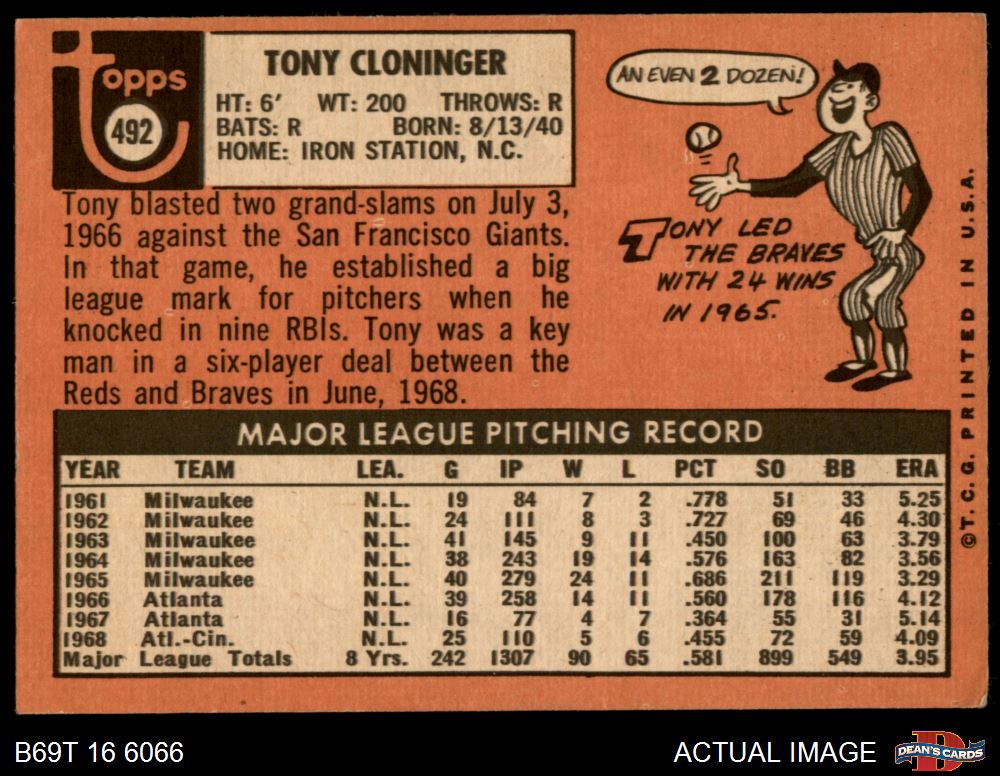 Topps
492
TONY CLONINGER
HT: 6' WT: 200 THROWS: R
BATS: R BORN: 8/13/40
HOME: IRON STATION, N.C.
Tony blasted two grand-slams on July 3,
1966 against the San Francisco Giants.
In that game, he established a big
league mark for pitchers when he
knocked in nine RBIs. Tony was a key
man in a six-player deal between the
Reds and Braves in June, 1968.
AN EVEN 2 DOZEN!
TONY LED
THE BRAVES
WITH 24 WINS
IN 1965.
©T. C. G. PRINTED IN U.S.A.
MAJOR LEAGUE PITCHING RECORD
YEAR TEAM LEA. G IP W L PCT SO BB ERA
1961 Milwaukee N.L. 19 84 7 2 .778 51 33 5.25
1962 Milwaukee N.L. 24 111 8 3 .727 69 46 4.30
1963 Milwaukee N.L. 41 145 9 11 .450 100 63 3.79
1964 Milwaukee N.L. 38 243 19 14 .576 163 82 3.56
1965 Milwaukee N.L. 40 279 24 11 .686 211 119 3.29
1966 Atlanta N.L. 39 258 14 11 .560 178 116 4.12
1967 Atlanta N.L. 16 77 4 7 .364 55 31 5.14
1968 Atl.-Cin. N.L. 25 110 5 6 .455 72 59 4.09
Major League Totals 8 Yrs. 242 1307 90 65 .581 899 549 3.95
B69T 16 6066
ACTUAL IMAGE
D
DEAN'S CARDS